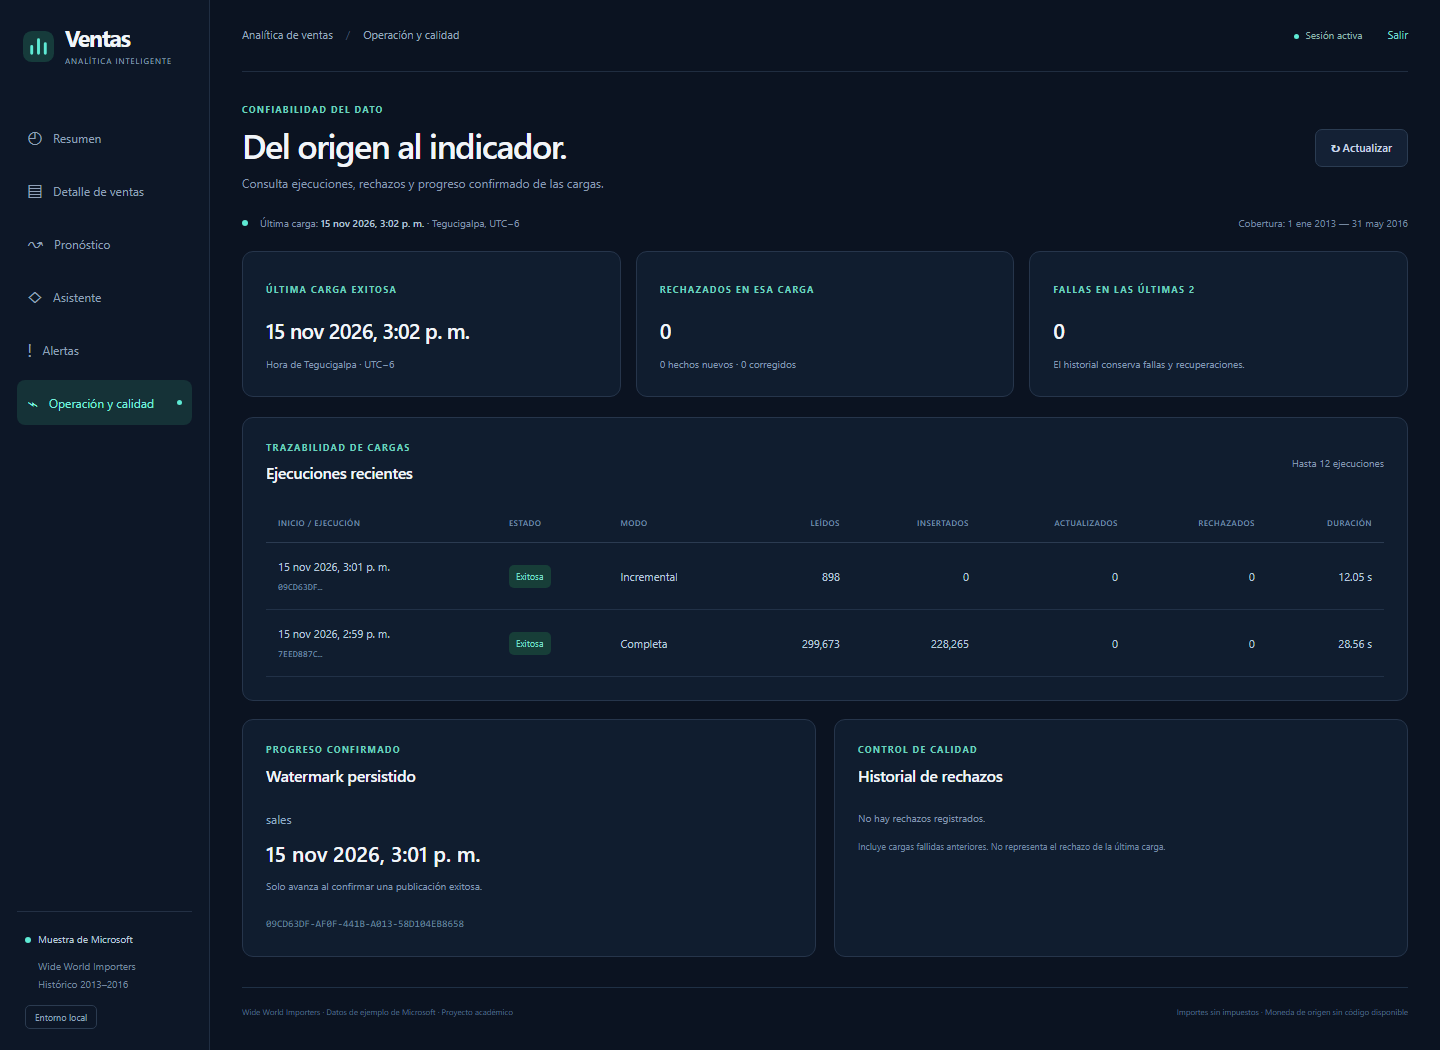 Ventas
ANALÍTICA INTELIGENTE
Resumen
Detalle de ventas
Pronóstico
Asistente
! Alertas
Operación y calidad
Muestra de Microsoft
Wide World Importers
Histórico 2013–2016
Entorno local
Analítica de ventas / Operación y calidad
Sesión activa Salir
CONFIABILIDAD DEL DATO
Del origen al indicador.
Consulta ejecuciones, rechazos y progreso confirmado de las cargas.
↻ Actualizar
Última carga: 15 nov 2026, 3:02 p. m. · Tegucigalpa, UTC−6
Cobertura: 1 ene 2013 — 31 may 2016
ÚLTIMA CARGA EXITOSA
15 nov 2026, 3:02 p. m.
Hora de Tegucigalpa · UTC−6
RECHAZADOS EN ESA CARGA
0
0 hechos nuevos · 0 corregidos
FALLAS EN LAS ÚLTIMAS 2
0
El historial conserva fallas y recuperaciones.
TRAZABILIDAD DE CARGAS
Ejecuciones recientes
Hasta 12 ejecuciones
INICIO / EJECUCIÓN ESTADO MODO LEÍDOS INSERTADOS ACTUALIZADOS RECHAZADOS DURACIÓN
15 nov 2026, 3:01 p. m. Exitosa Incremental 898 0 0 0 12.05 s
09CD63DF…
15 nov 2026, 2:59 p. m. Exitosa Completa 299,673 228,265 0 0 28.56 s
7EED887C…
PROGRESO CONFIRMADO
Watermark persistido
sales
15 nov 2026, 3:01 p. m.
Solo avanza al confirmar una publicación exitosa.
09CD63DF-AF0F-441B-A013-58D104EB8658
CONTROL DE CALIDAD
Historial de rechazos
No hay rechazos registrados.
Incluye cargas fallidas anteriores. No representa el rechazo de la última carga.
Wide World Importers · Datos de ejemplo de Microsoft · Proyecto académico
Importes sin impuestos · Moneda de origen sin código disponible